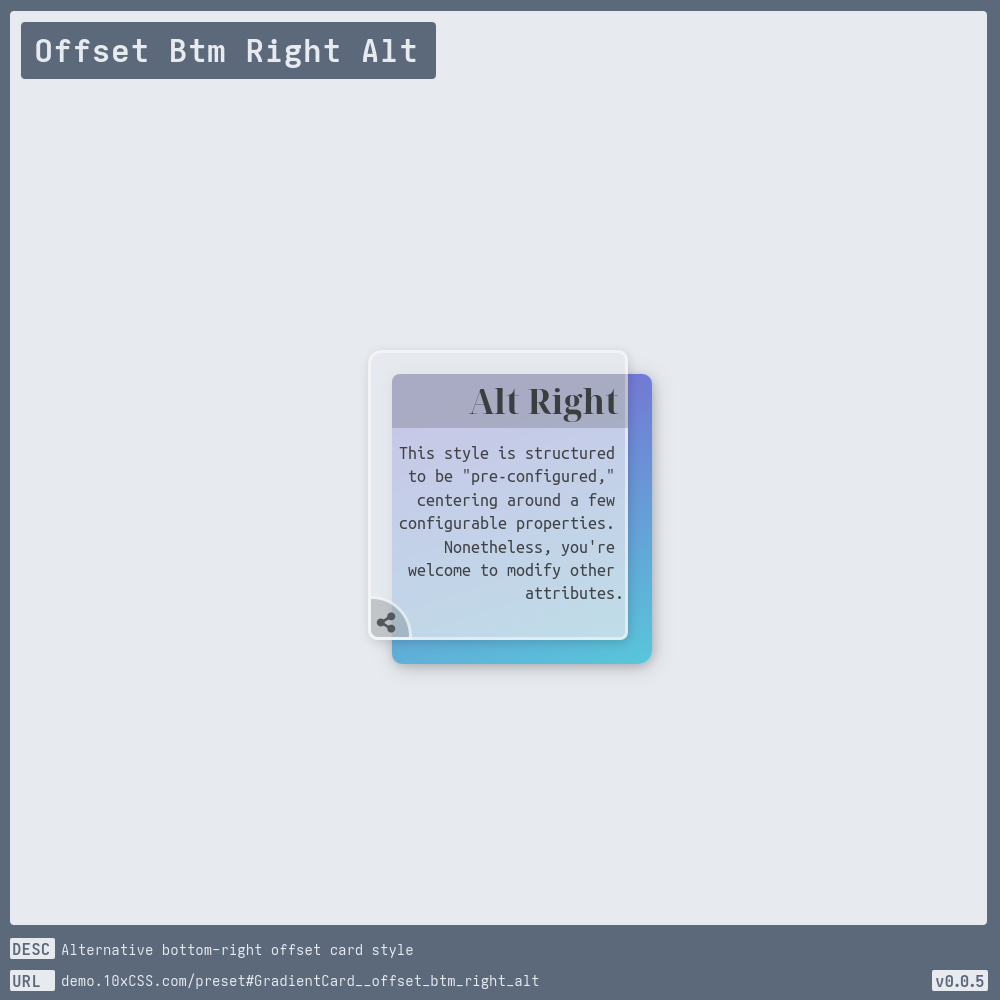 Offset Btm Right Alt
Alt Right
This style is structured
to be "pre-configured,"
centering around a few
configurable properties.
Nonetheless, you're
welcome to modify other
attributes.
DESC Alternative bottom-right offset card style
URL demo.10xCSS.com/preset#GradientCard__offset_btm_right_alt
v0.0.5